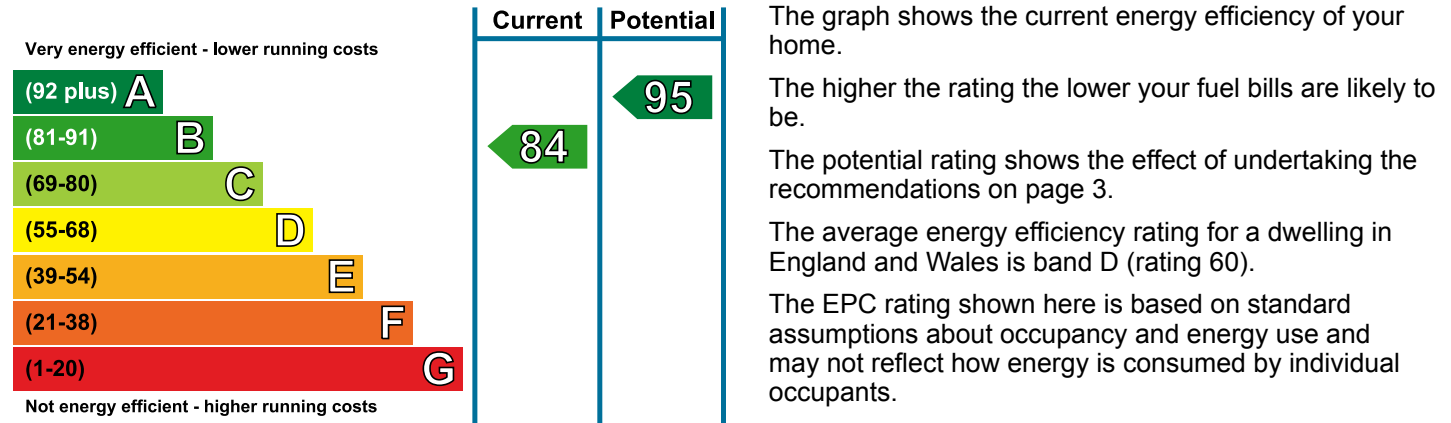 Current Potential
Very energy efficient - lower running costs
(92 plus) A
95
(81-91) B
84
(69-80) C
(55-68) D
(39-54) E
(21-38) F
(1-20) G
Not energy efficient - higher running costs
The graph shows the current energy efficiency of your
home.
The higher the rating the lower your fuel bills are likely to
be.
The potential rating shows the effect of undertaking the
recommendations on page 3.
The average energy efficiency rating for a dwelling in
England and Wales is band D (rating 60).
The EPC rating shown here is based on standard
assumptions about occupancy and energy use and
may not reflect how energy is consumed by individual
occupants.